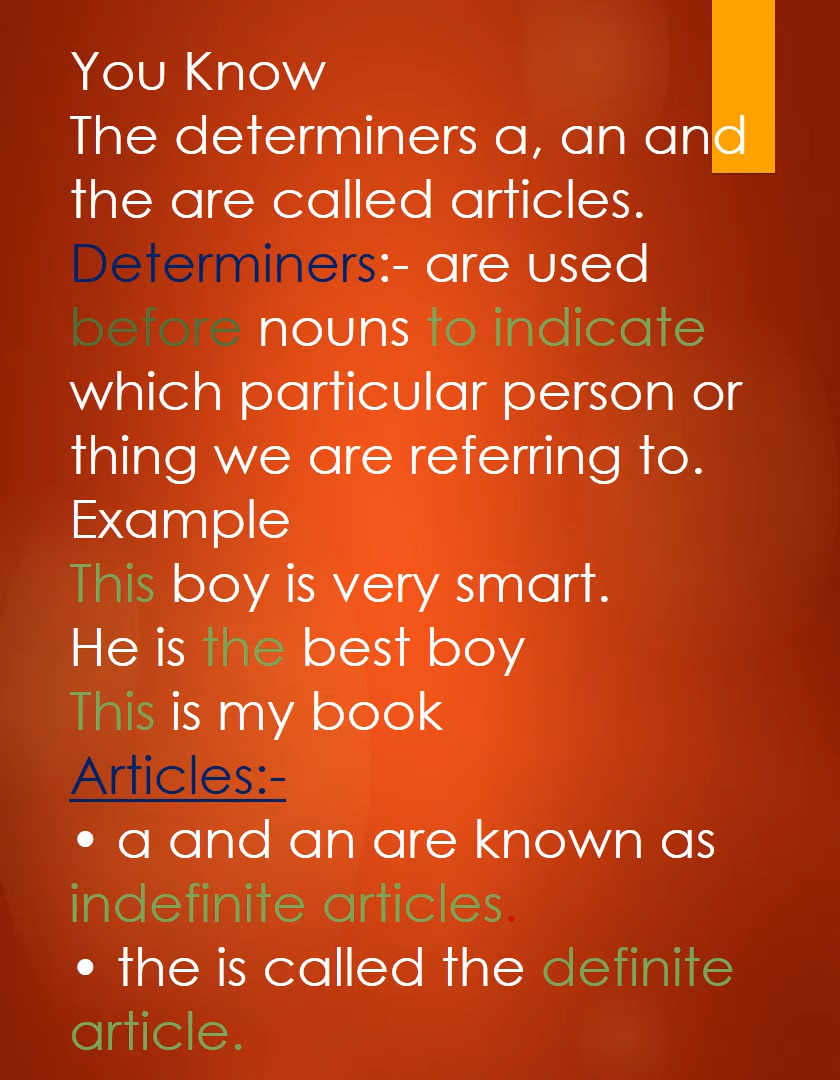 You Know
The determiners a, an and
the are called articles.
Determiners:- are used
before nouns to indicate
which particular person or
thing we are referring to.
Example
This boy is very smart.
He is the best boy
This is my book
Articles:-
• a and an are known as
indefinite articles.
• the is called the definite
article.